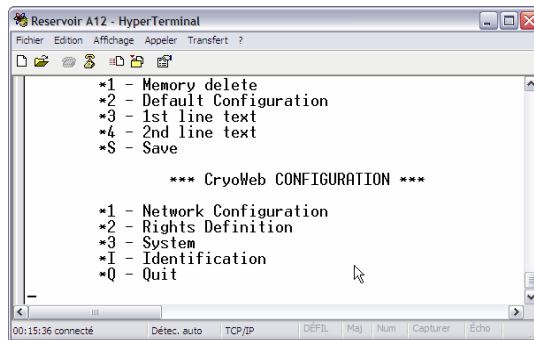 Reservoir A12 - HyperTerminal
Fichier Edition Affichage Appeler Transfert ?
*1 - Memory delete
*2 - Default Configuration
*3 - 1st line text
*4 - 2nd line text
*S - Save
*** CryoWeb CONFIGURATION ***
*1 - Network Configuration
*2 - Rights Definition
*3 - System
*I - Identification
*Q - Quit
_
00:15:36 connecté Détec. auto TCP/IP DÉFIL Maj Num Capturer Écho